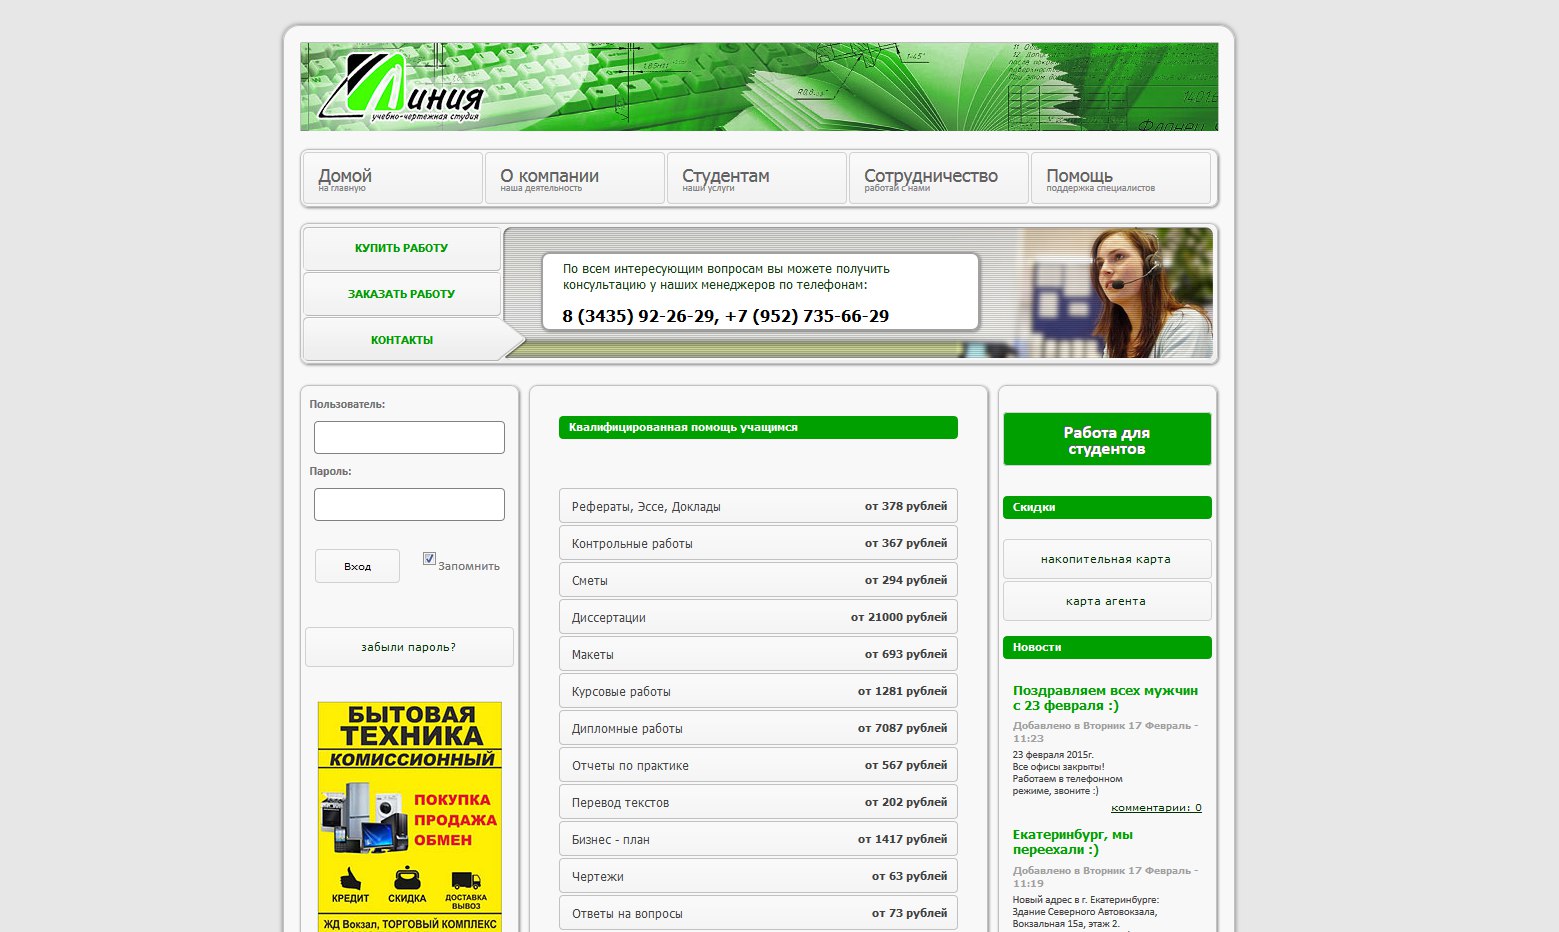 Линия
учебно-чертежная студия
Домой
на главную
О компании
наша деятельность
Студентам
наши услуги
Сотрудничество
работай с нами
Помощь
поддержка специалистов
КУПИТЬ РАБОТУ
ЗАКАЗАТЬ РАБОТУ
КОНТАКТЫ
По всем интересующим вопросам вы можете получить
консультацию у наших менеджеров по телефонам:
8 (3435) 92-26-29, +7 (952) 735-66-29
Пользователь:
Пароль:
Вход
Запомнить
забыли пароль?
БЫТОВАЯ
ТЕХНИКА
КОМИССИОННЫЙ
ПОКУПКА
ПРОДАЖА
ОБМЕН
КРЕДИТ
СКИДКА
ДОСТАВКА
ВЫВОЗ
ЖД Вокзал, ТОРГОВЫЙ КОМПЛЕКС
Квалифицированная помощь учащимся
Рефераты, Эссе, Доклады от 378 рублей
Контрольные работы от 367 рублей
Сметы от 294 рублей
Диссертации от 21000 рублей
Макеты от 693 рублей
Курсовые работы от 1281 рублей
Дипломные работы от 7087 рублей
Отчеты по практике от 567 рублей
Перевод текстов от 202 рублей
Бизнес - план от 1417 рублей
Чертежи от 63 рублей
Ответы на вопросы от 73 рублей
Работа для
студентов
Скидки
накопительная карта
карта агента
Новости
Поздравляем всех мужчин
с 23 февраля :)
Добавлено в Вторник 17 Февраль -
11:23
23 февраля 2015г.
Все офисы закрыты!
Работаем в телефонном
режиме, звоните :)
комментарии: 0
Екатеринбург, мы
переехали :)
Добавлено в Вторник 17 Февраль -
11:19
Новый адрес в г. Екатеринбурге:
Здание Северного Автовокзала,
Вокзальная 15а, этаж 2.